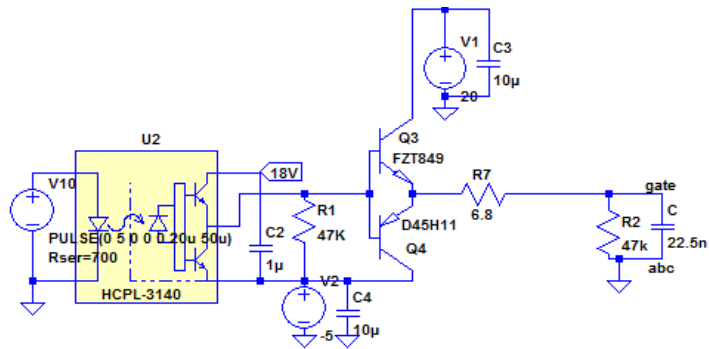 V1
C3
10µ
20
U2
Q3
FZT849
V10
18V
R7
gate
R1
C2
D45H11
6.8
R2
C
PULSE(0 5 0 0 0 20u 50u)
47K
47k
22.5n
Rser=700
1µ
V2
Q4
abc
HCPL-3140
C4
-5
10µ